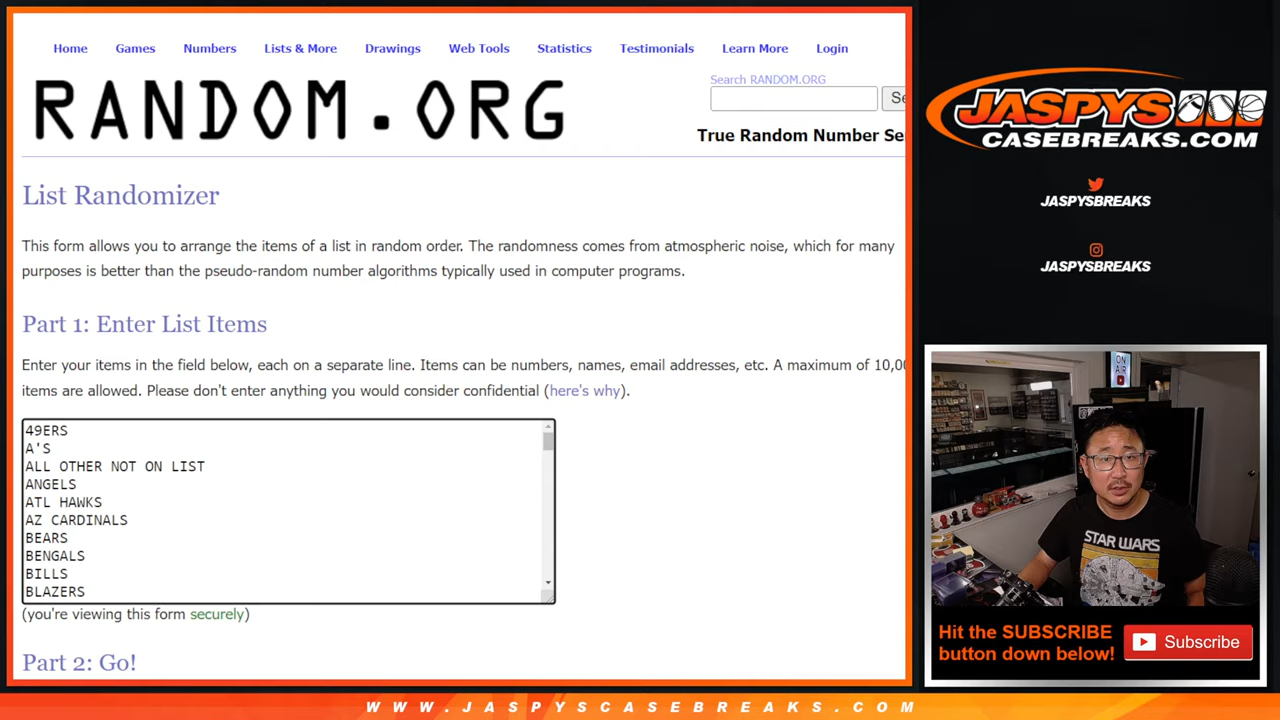 Home Games Numbers Lists & More Drawings Web Tools Statistics Testimonials Learn More Login
RANDOM.ORG
Search RANDOM.ORG
Se
True Random Number Se
List Randomizer
This form allows you to arrange the items of a list in random order. The randomness comes from atmospheric noise, which for many
purposes is better than the pseudo-random number algorithms typically used in computer programs.
Part 1: Enter List Items
Enter your items in the field below, each on a separate line. Items can be numbers, names, email addresses, etc. A maximum of 10,00
items are allowed. Please don't enter anything you would consider confidential (here's why).
49ERS
A'S
ALL OTHER NOT ON LIST
ANGELS
ATL HAWKS
AZ CARDINALS
BEARS
BENGALS
BILLS
BLAZERS
(you're viewing this form securely)
Part 2: Go!
JASPYS
CASEBREAKS.COM
JASPYSBREAKS
JASPYSBREAKS
ON
AIR
STAR WARS
Hit the SUBSCRIBE
button down below!
Subscribe
WWW.JASPYSCASEBREAKS.COM